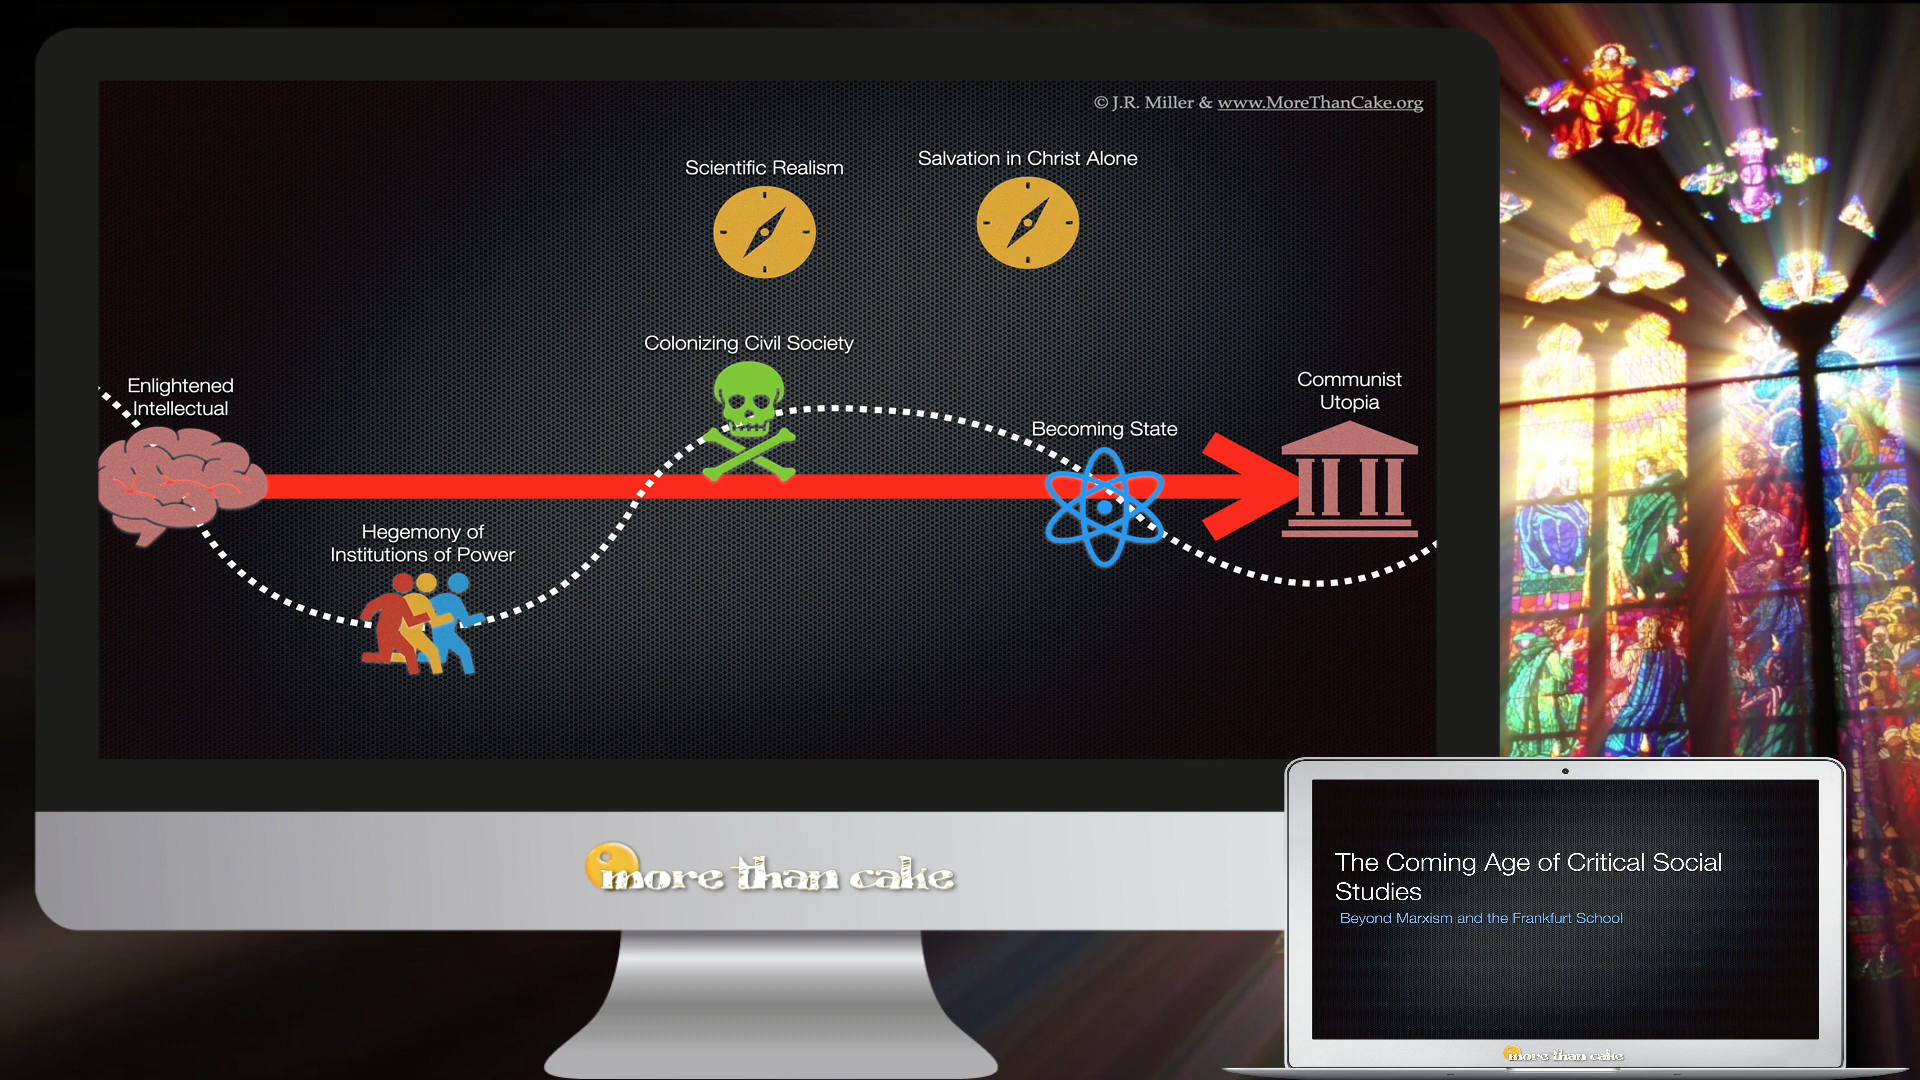 © J.R. Miller & www.MoreThanCake.org
Scientific Realism
Salvation in Christ Alone
Colonizing Civil Society
Enlightened
Intellectual
Communist
Utopia
Becoming State
Hegemony of
Institutions of Power
more than cake
The Coming Age of Critical Social
Studies
Beyond Marxism and the Frankfurt School
more than cake